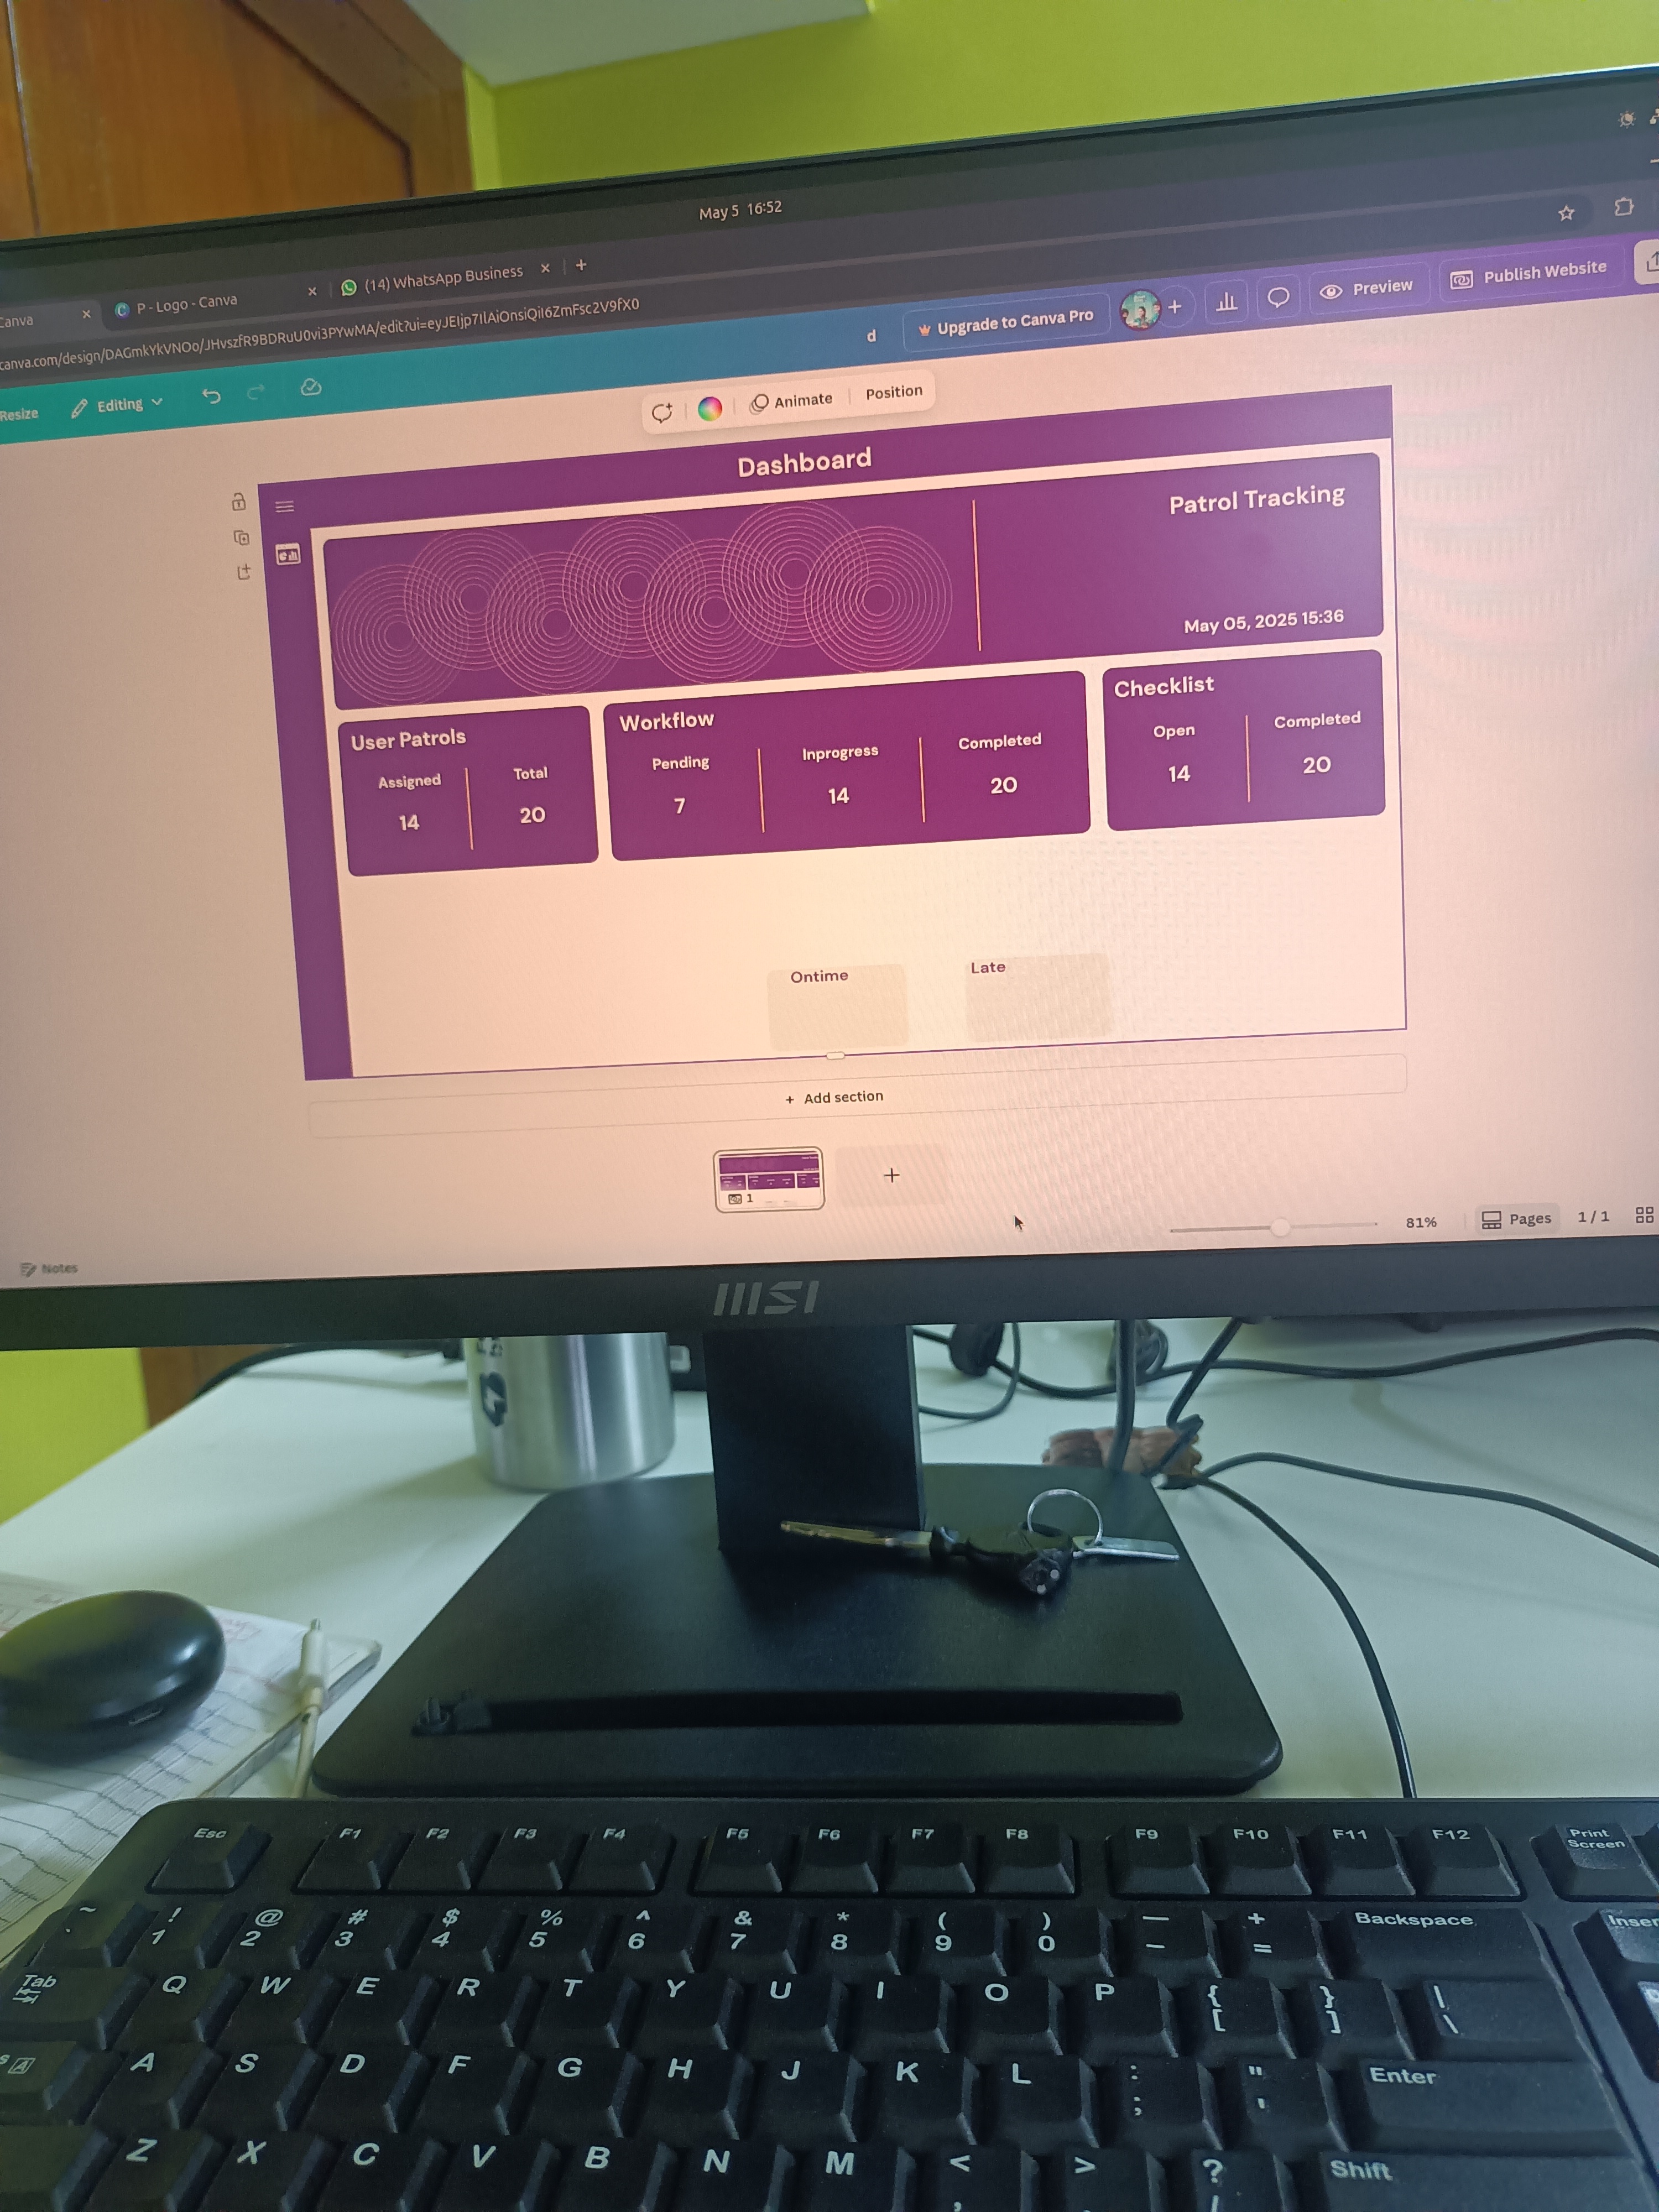 May 5 16:52
Canva
P - Logo - Canva
(14) WhatsApp Business
canva.com/design/DAGmkYkVNOo/JHvszfR9BDRuU0vi3PYwMA/edit?ui=eyJEIjp7IlAiOnsiQiI6ZmFsc2V9fX0
Resize
Editing
d
Upgrade to Canva Pro
Preview
Publish Website
Animate
Position
Dashboard
Patrol Tracking
May 05, 2025 15:36
User Patrols
Assigned
Total
14
20
Workflow
Pending
Inprogress
Completed
7
14
20
Checklist
Open
Completed
14
20
Ontime
Late
+ Add section
1
81%
Pages
1 / 1
Notes
msi
Esc F1 F2 F3 F4 F5 F6 F7 F8 F9 F10 F11 F12 Print Screen
~ ! @ # $ % ^ & * ( ) — +
1 2 3 4 5 6 7 8 9 0 – = Backspace
Tab Q W E R T Y U I O P { [ } ] | \
A S D F G H J K L : ; " ' Enter
Z X C V B N M < , > ? / Shift